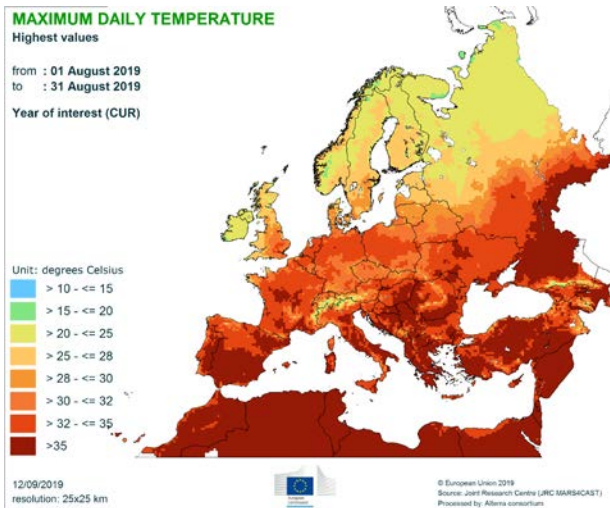 MAXIMUM DAILY TEMPERATURE
Highest values
from : 01 August 2019
to : 31 August 2019
Year of interest (CUR)
Unit: degrees Celsius
> 10 - <= 15
> 15 - <= 20
> 20 - <= 25
> 25 - <= 28
> 28 - <= 30
> 30 - <= 32
> 32 - <= 35
>35
12/09/2019
resolution: 25x25 km
© European Union 2019
Source: Joint Research Centre (JRC MARS4CAST)
Processed by: Alterra consortium